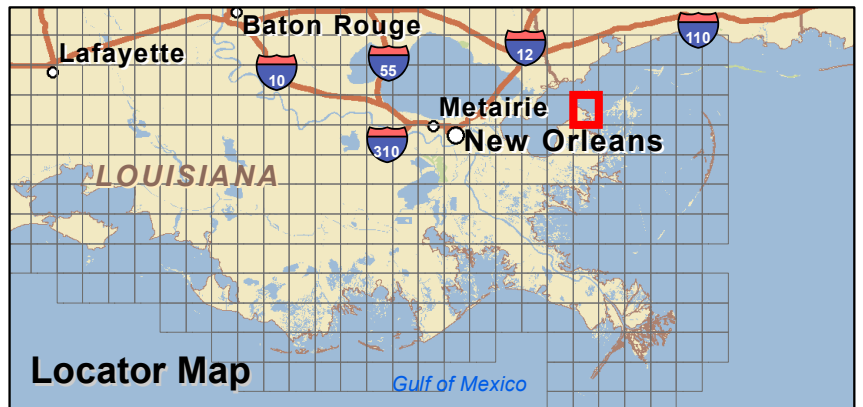 Baton Rouge
110
Lafayette
12
55
10
Metairie
New Orleans
310
LOUISIANA
Locator Map
Gulf of Mexico